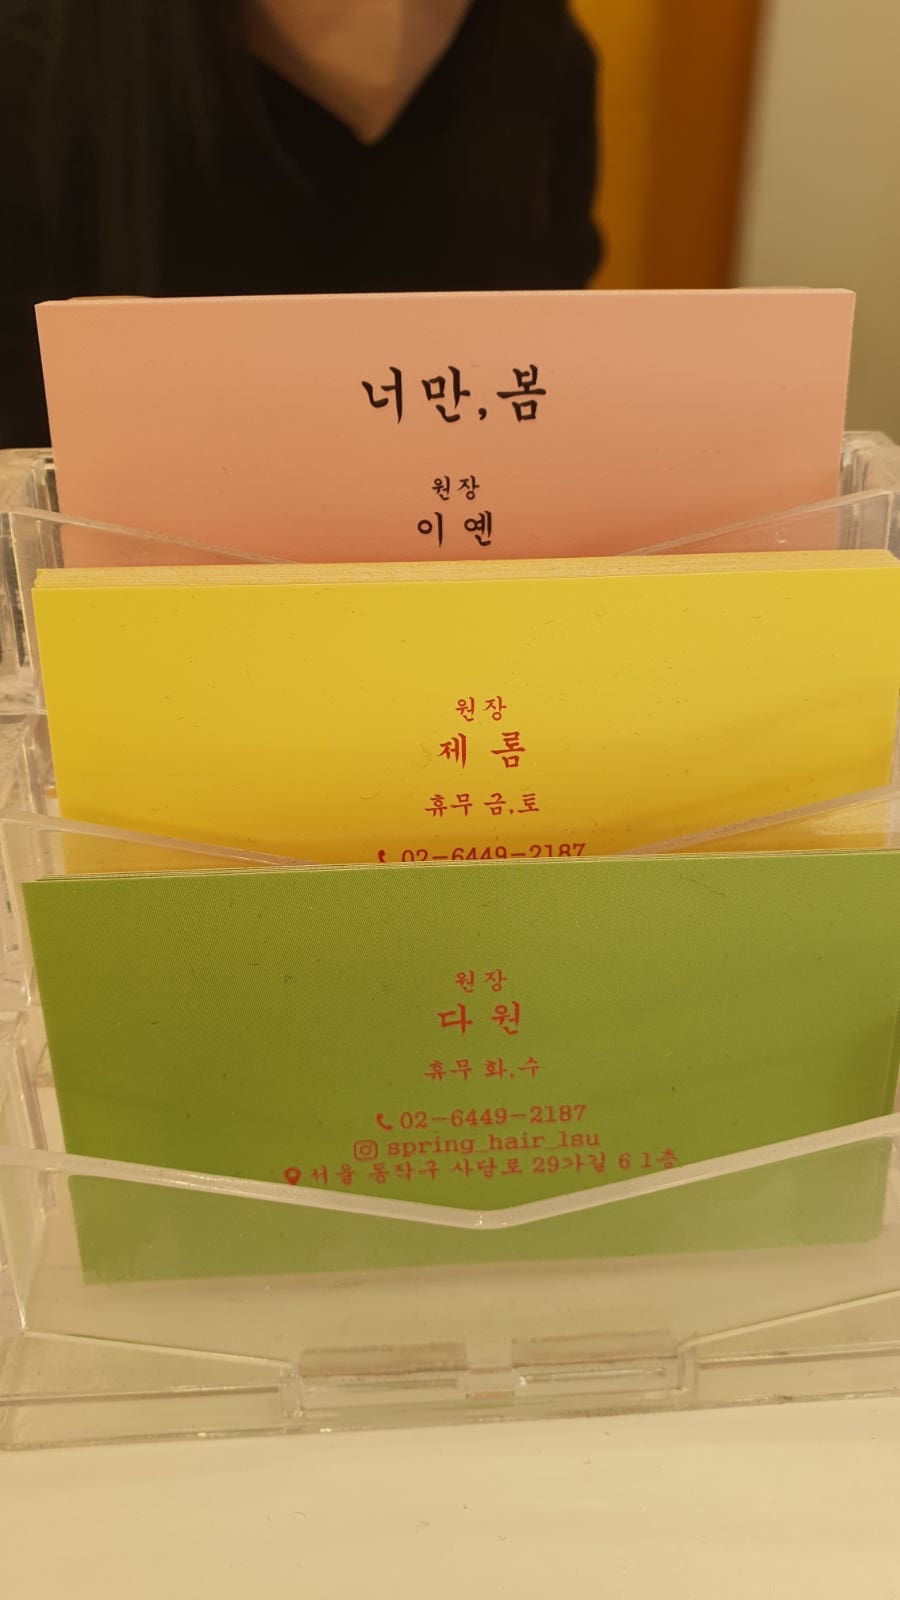 너만,봄
원장
이 옌
원장
제 롬
휴무 금,토
02-6449-2187
원장
다 원
휴무 화,수
02-6449-2187
spring_hair_lsu
서울 동작구 사당로 29가길 6 1층